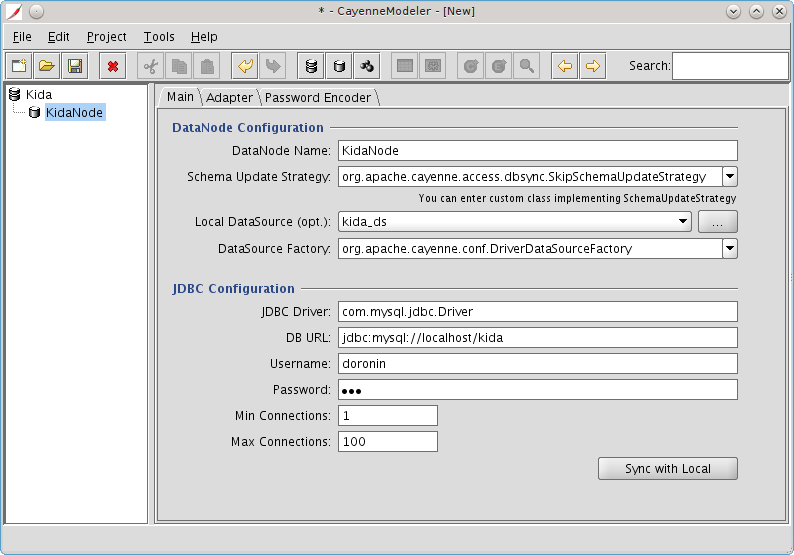 * - CayenneModeler - [New]
File Edit Project Tools Help
Search:
Kida
KidaNode
Main Adapter Password Encoder
DataNode Configuration
DataNode Name: KidaNode
Schema Update Strategy: org.apache.cayenne.access.dbsync.SkipSchemaUpdateStrategy
You can enter custom class implementing SchemaUpdateStrategy
Local DataSource (opt.): kida_ds ...
DataSource Factory: org.apache.cayenne.conf.DriverDataSourceFactory
JDBC Configuration
JDBC Driver: com.mysql.jdbc.Driver
DB URL: jdbc:mysql://localhost/kida
Username: doronin
Password: •••
Min Connections: 1
Max Connections: 100
Sync with Local